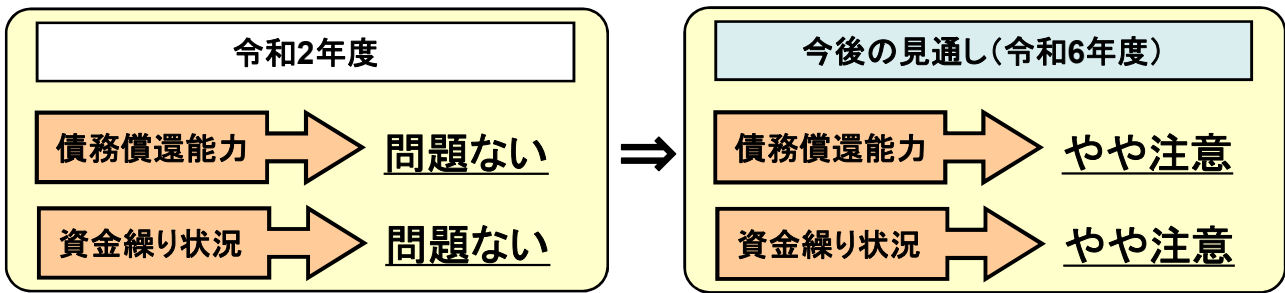 令和2年度
債務償還能力
問題ない
資金繰り状況
問題ない
⇒
今後の見通し(令和6年度)
債務償還能力
やや注意
資金繰り状況
やや注意